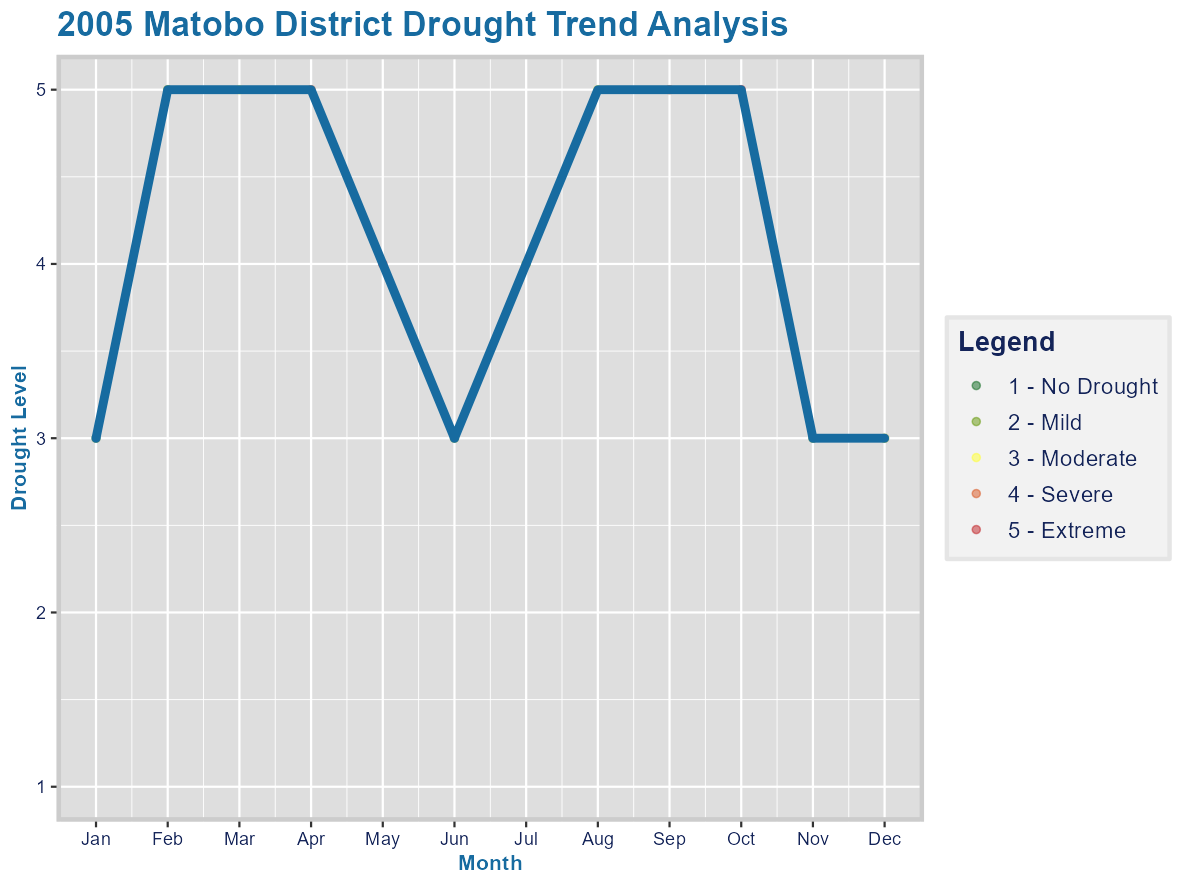 2005 Matobo District Drought Trend Analysis
Drought Level
5
4
3
2
1
Jan Feb Mar Apr May Jun Jul Aug Sep Oct Nov Dec
Month
Legend
1 - No Drought
2 - Mild
3 - Moderate
4 - Severe
5 - Extreme